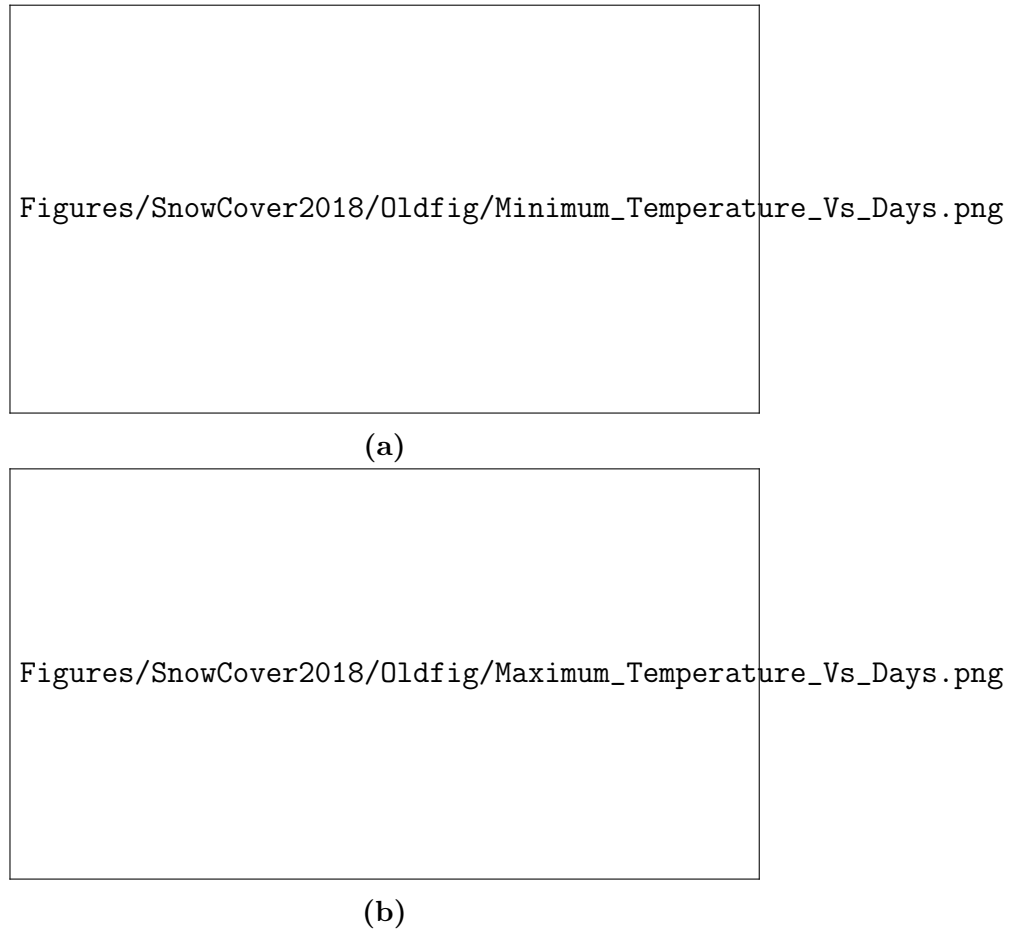 Figures/SnowCover2018/Oldfig/Minimum_Temperature_Vs_Days.png
(a)
Figures/SnowCover2018/Oldfig/Maximum_Temperature_Vs_Days.png
(b)